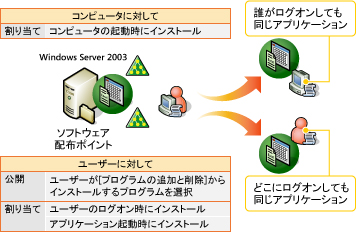 コンピュータに対して
割り当て コンピュータの起動時にインストール
誰がログオンしても
同じアプリケーション
Windows Server 2003
ソフトウェア
配布ポイント
ユーザーに対して
公開 ユーザーが[プログラムの追加と削除]から
インストールするプログラムを選択
割り当て ユーザーのログオン時にインストール
アプリケーション起動時にインストール
どこにログオンしても
同じアプリケーション